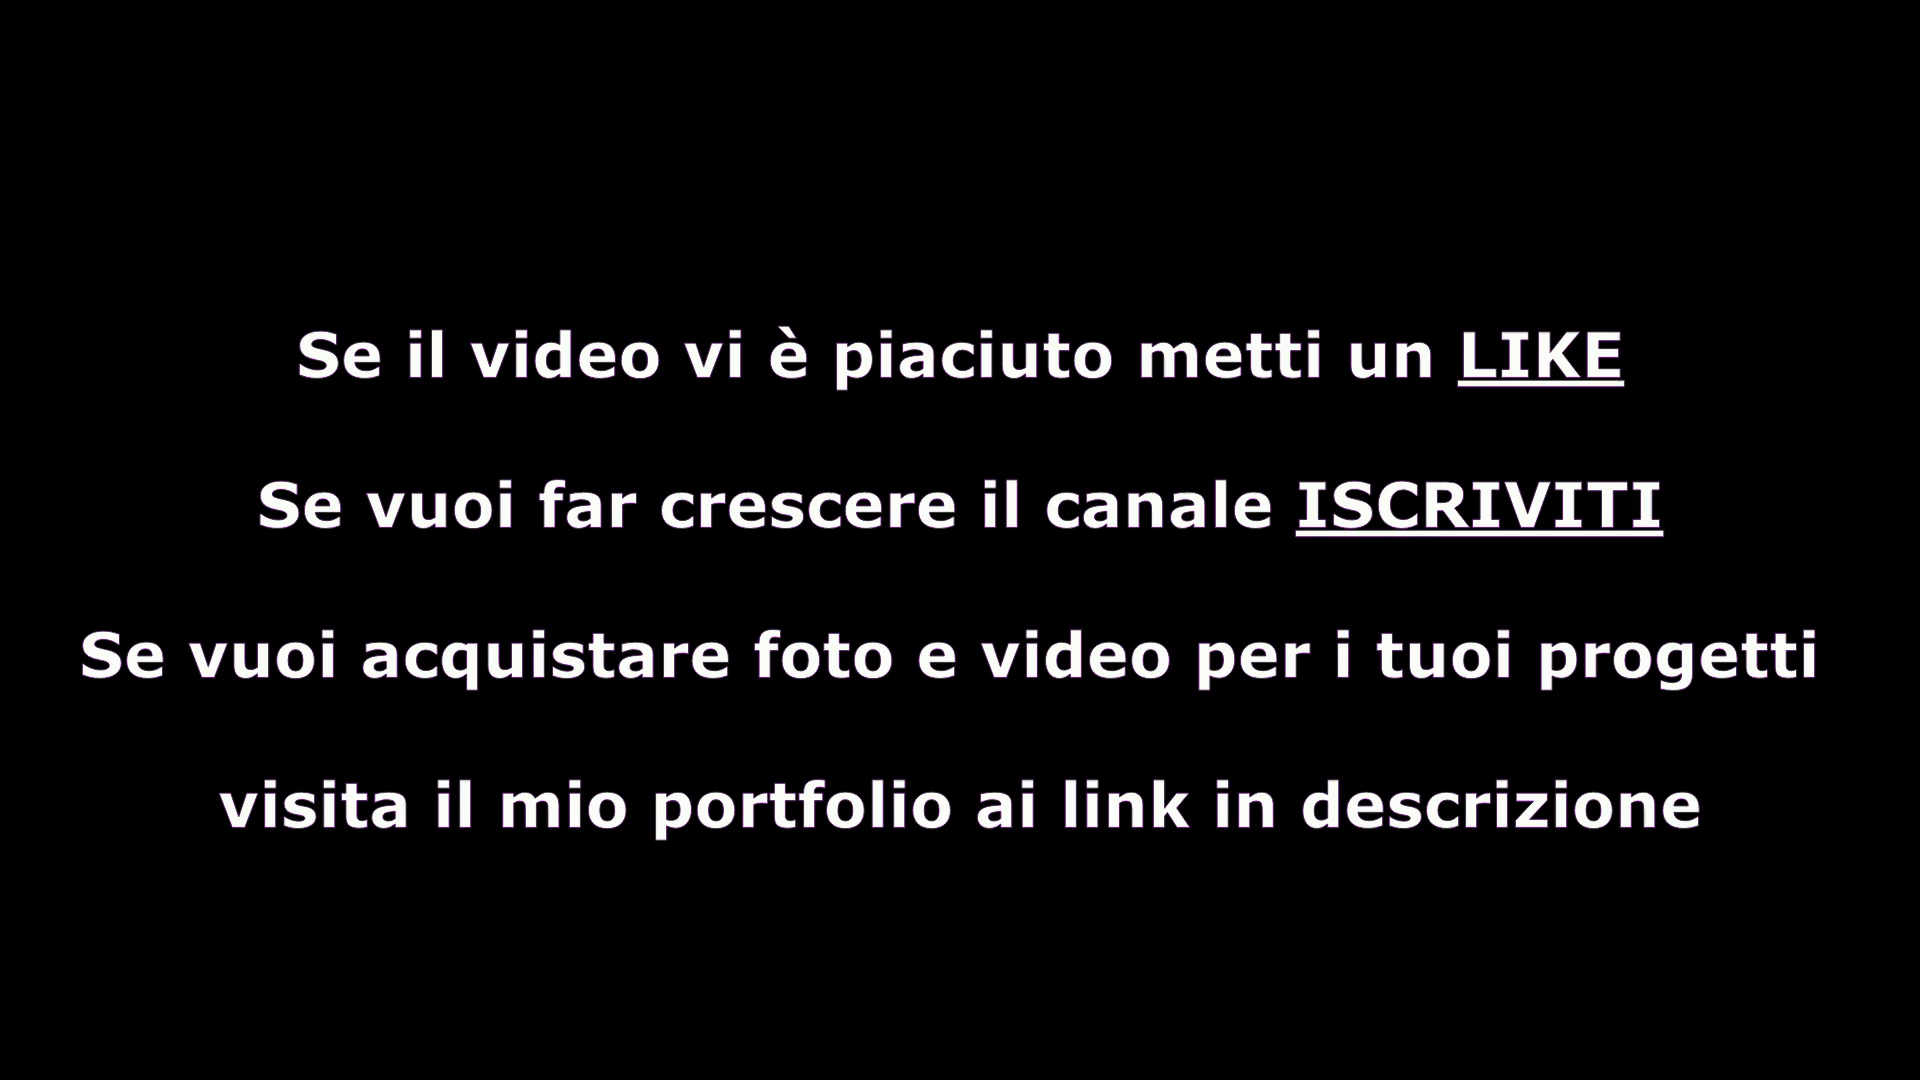 Se il video vi è piaciuto metti un LIKE
Se vuoi far crescere il canale ISCRIVITI
Se vuoi acquistare foto e video per i tuoi progetti
visita il mio portfolio ai link in descrizione